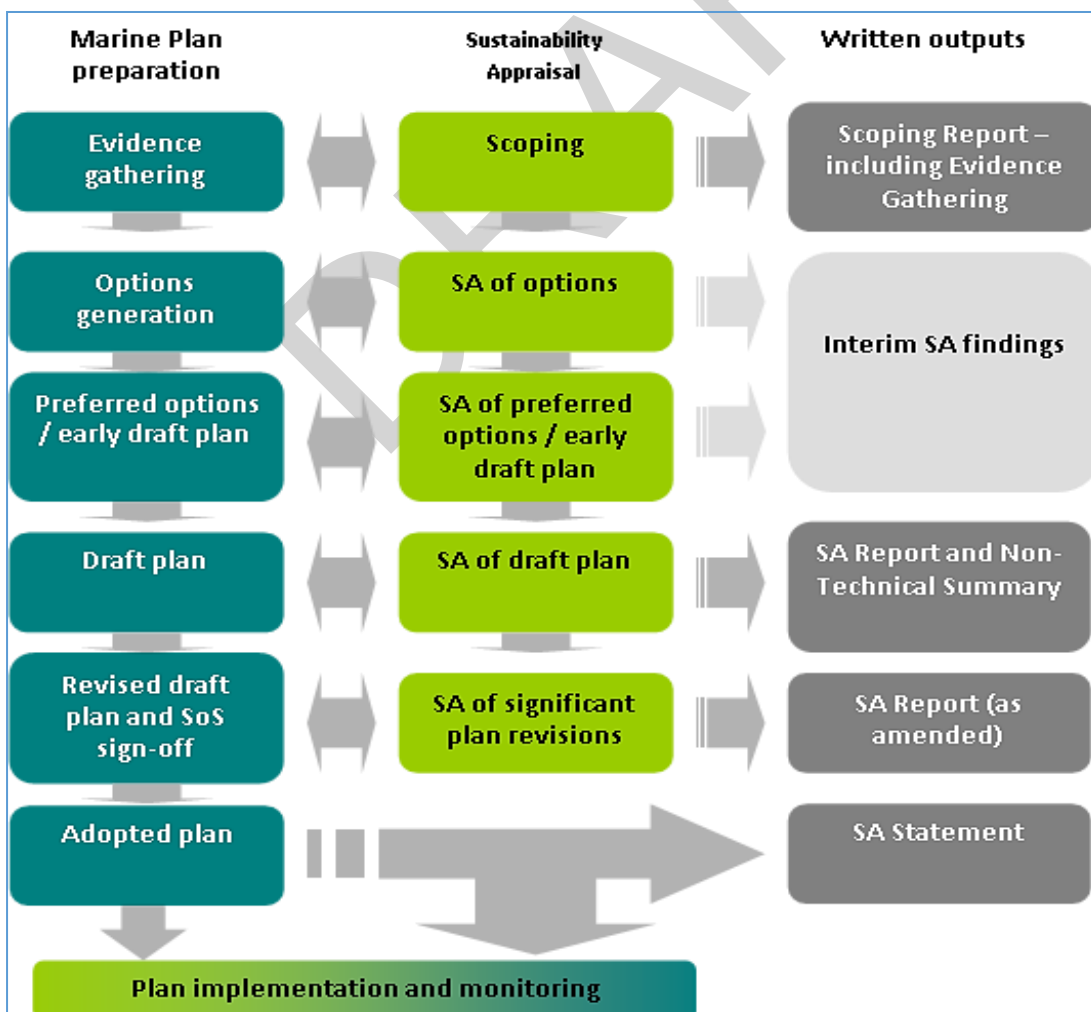 Marine Plan
preparation
Sustainability
Appraisal
Written outputs
Evidence
gathering
Scoping
Scoping Report –
including Evidence
Gathering
Options
generation
SA of options
Interim SA findings
Preferred options
/ early draft plan
SA of preferred
options / early
draft plan
Draft plan
SA of draft plan
SA Report and Non-
Technical Summary
Revised draft
plan and SoS
sign-off
SA of significant
plan revisions
SA Report (as
amended)
Adopted plan
SA Statement
Plan implementation and monitoring
DRAF